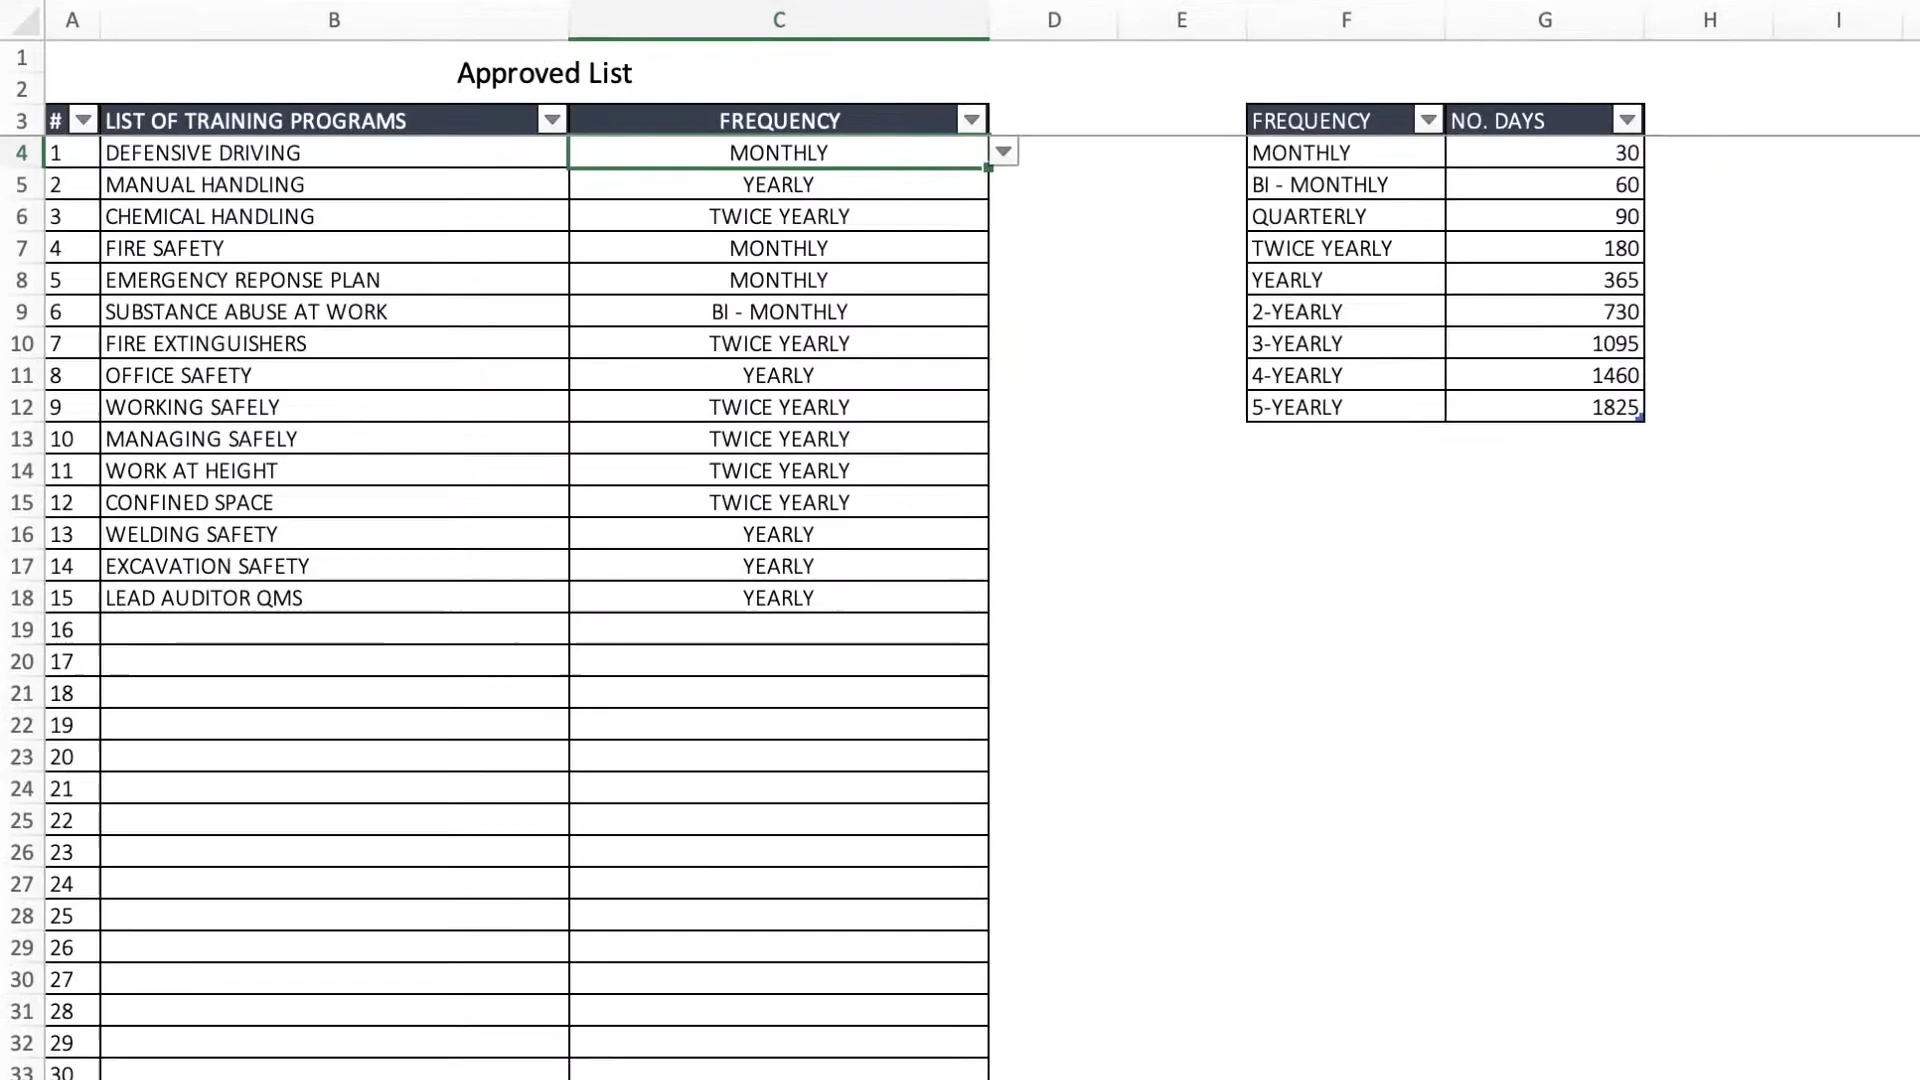 A B C D E F G H I
1
Approved List
2
3 # LIST OF TRAINING PROGRAMS FREQUENCY FREQUENCY NO. DAYS
4 1 DEFENSIVE DRIVING MONTHLY MONTHLY 30
5 2 MANUAL HANDLING YEARLY BI - MONTHLY 60
6 3 CHEMICAL HANDLING TWICE YEARLY QUARTERLY 90
7 4 FIRE SAFETY MONTHLY TWICE YEARLY 180
8 5 EMERGENCY REPONSE PLAN MONTHLY YEARLY 365
9 6 SUBSTANCE ABUSE AT WORK BI - MONTHLY 2-YEARLY 730
10 7 FIRE EXTINGUISHERS TWICE YEARLY 3-YEARLY 1095
11 8 OFFICE SAFETY YEARLY 4-YEARLY 1460
12 9 WORKING SAFELY TWICE YEARLY 5-YEARLY 1825
13 10 MANAGING SAFELY TWICE YEARLY
14 11 WORK AT HEIGHT TWICE YEARLY
15 12 CONFINED SPACE TWICE YEARLY
16 13 WELDING SAFETY YEARLY
17 14 EXCAVATION SAFETY YEARLY
18 15 LEAD AUDITOR QMS YEARLY
19 16
20 17
21 18
22 19
23 20
24 21
25 22
26 23
27 24
28 25
29 26
30 27
31 28
32 29
33 30